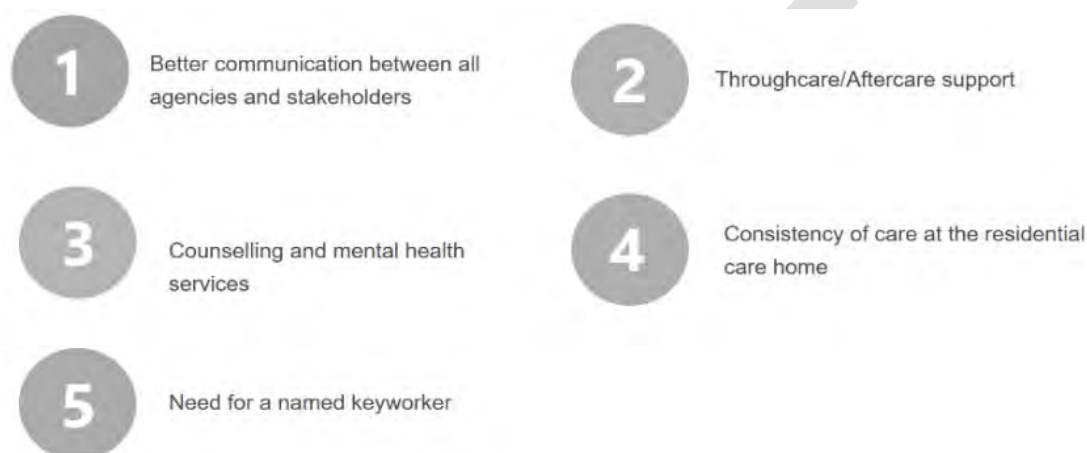 1
Better communication between all
agencies and stakeholders
2
Throughcare/Aftercare support
3
Counselling and mental health
services
4
Consistency of care at the residential
care home
5
Need for a named keyworker